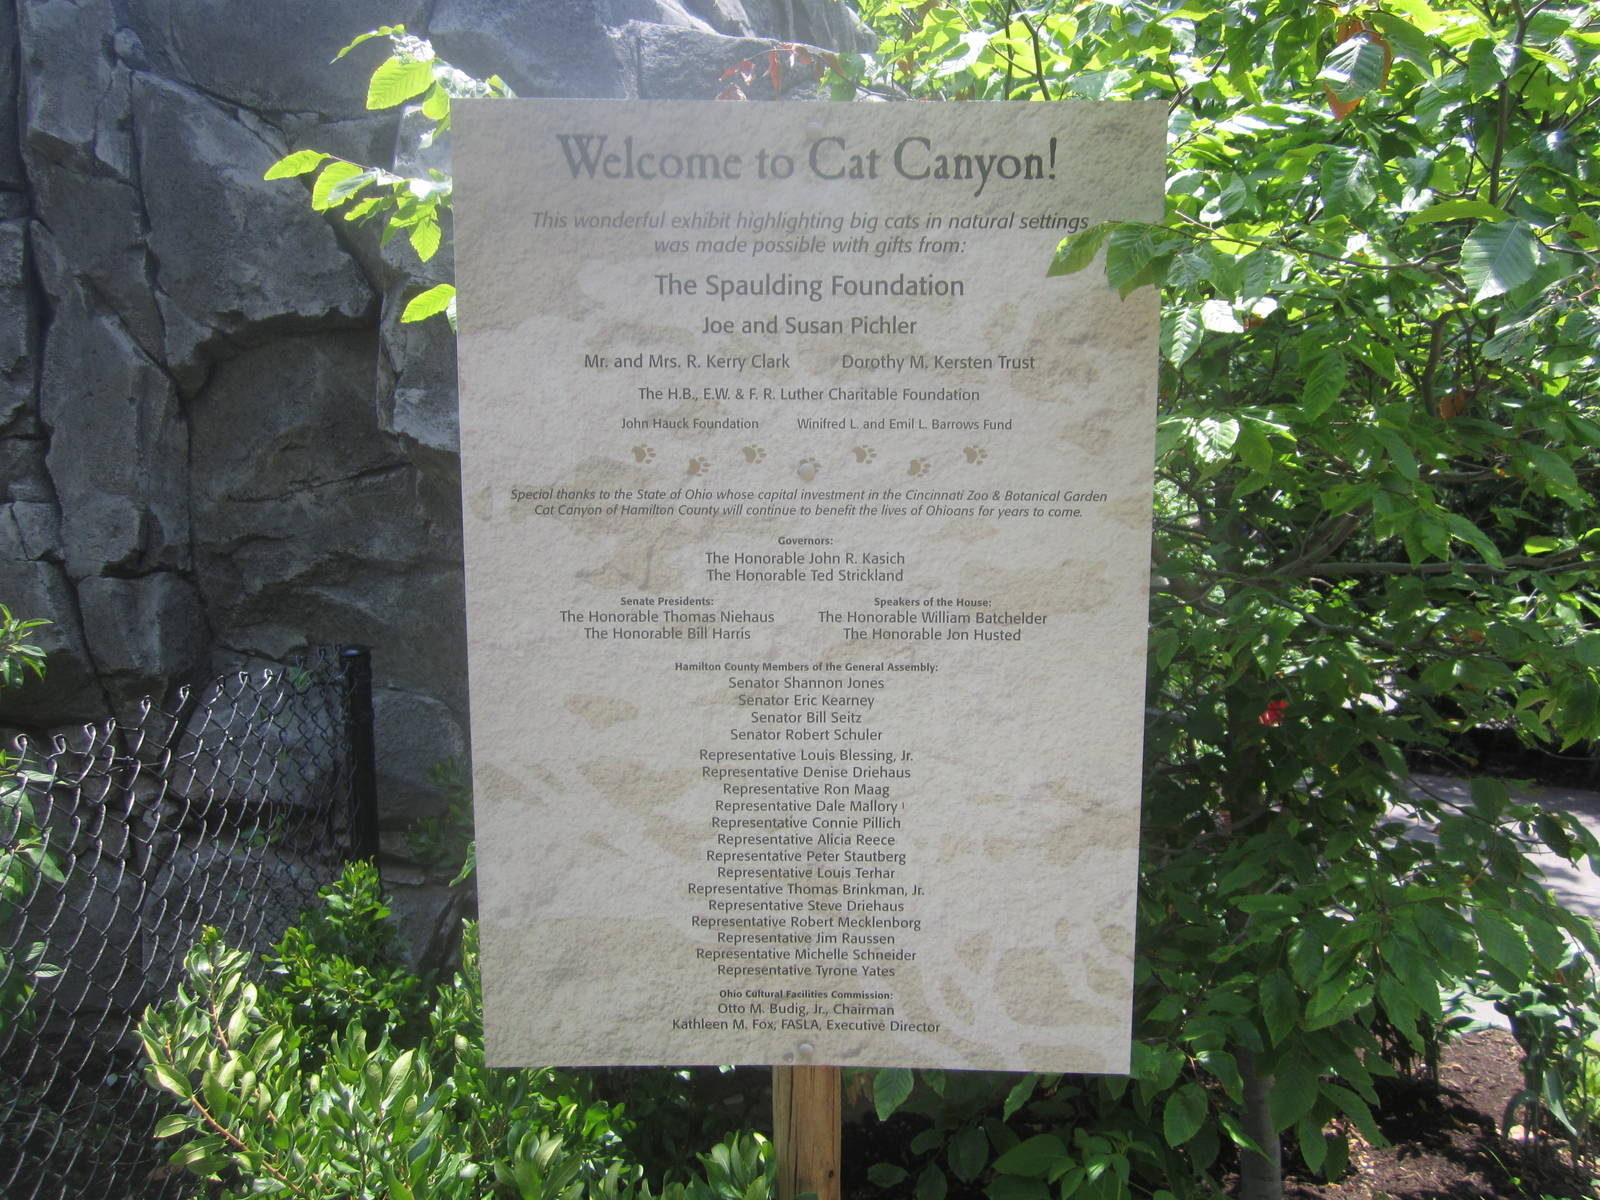 Welcome to Cat Canyon!
This wonderful exhibit highlighting big cats in natural settings
was made possible with gifts from:
The Spaulding Foundation
Joe and Susan Pichler
Mr. and Mrs. R. Kerry Clark Dorothy M. Kersten Trust
The H.B., E.W. & F. R. Luther Charitable Foundation
John Hauck Foundation Winifred L. and Emil L. Barrows Fund
Special thanks to the State of Ohio whose capital investment in the Cincinnati Zoo & Botanical Garden
Cat Canyon of Hamilton County will continue to benefit the lives of Ohioans for years to come.
Governors:
The Honorable John R. Kasich
The Honorable Ted Strickland
Senate Presidents: Speakers of the House:
The Honorable Thomas Niehaus The Honorable William Batchelder
The Honorable Bill Harris The Honorable Jon Husted
Hamilton County Members of the General Assembly:
Senator Shannon Jones
Senator Eric Kearney
Senator Bill Seitz
Senator Robert Schuler
Representative Louis Blessing, Jr.
Representative Denise Driehaus
Representative Ron Maag
Representative Dale Mallory
Representative Connie Pillich
Representative Alicia Reece
Representative Peter Stautberg
Representative Louis Terhar
Representative Thomas Brinkman, Jr.
Representative Steve Driehaus
Representative Robert Mecklenborg
Representative Jim Raussen
Representative Michelle Schneider
Representative Tyrone Yates
Ohio Cultural Facilities Commission:
Otto M. Budig, Jr., Chairman
Kathleen M. Fox, FASLA, Executive Director